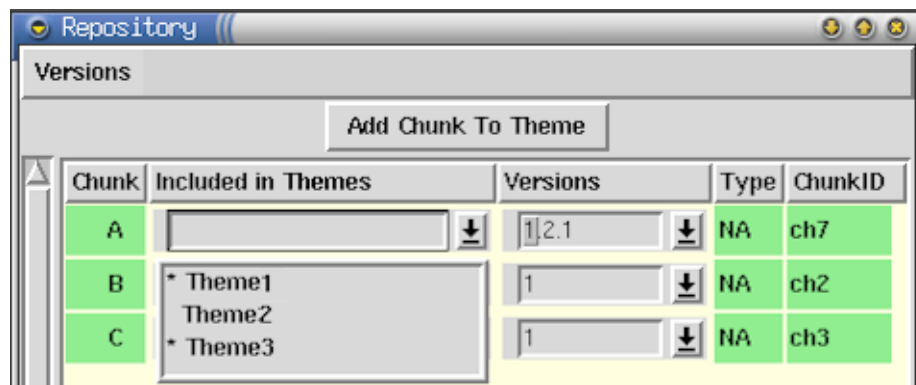 Repository
Versions
Add Chunk To Theme
Chunk Included in Themes Versions Type ChunkID
A 1.2.1 NA ch7
* Theme1
B 1 NA ch2
Theme2
C * Theme3 1 NA ch3